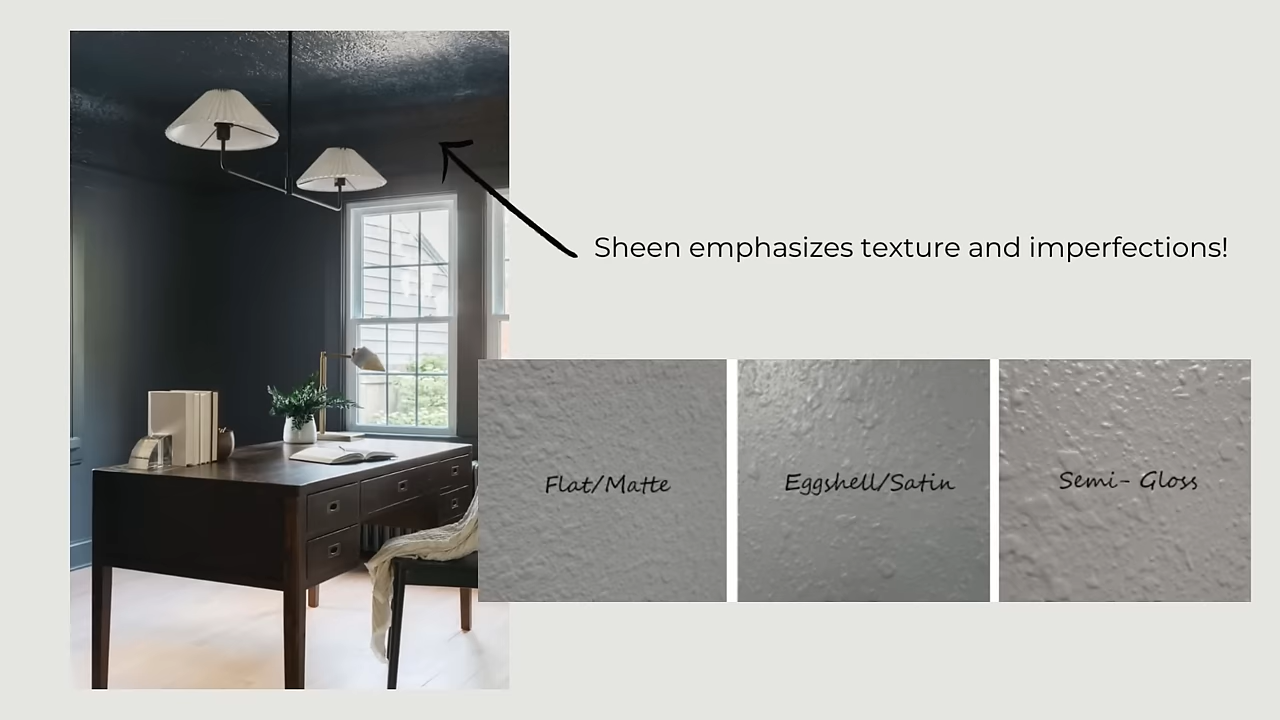 Sheen emphasizes texture and imperfections!
Flat/Matte
Eggshell/Satin
Semi- Gloss